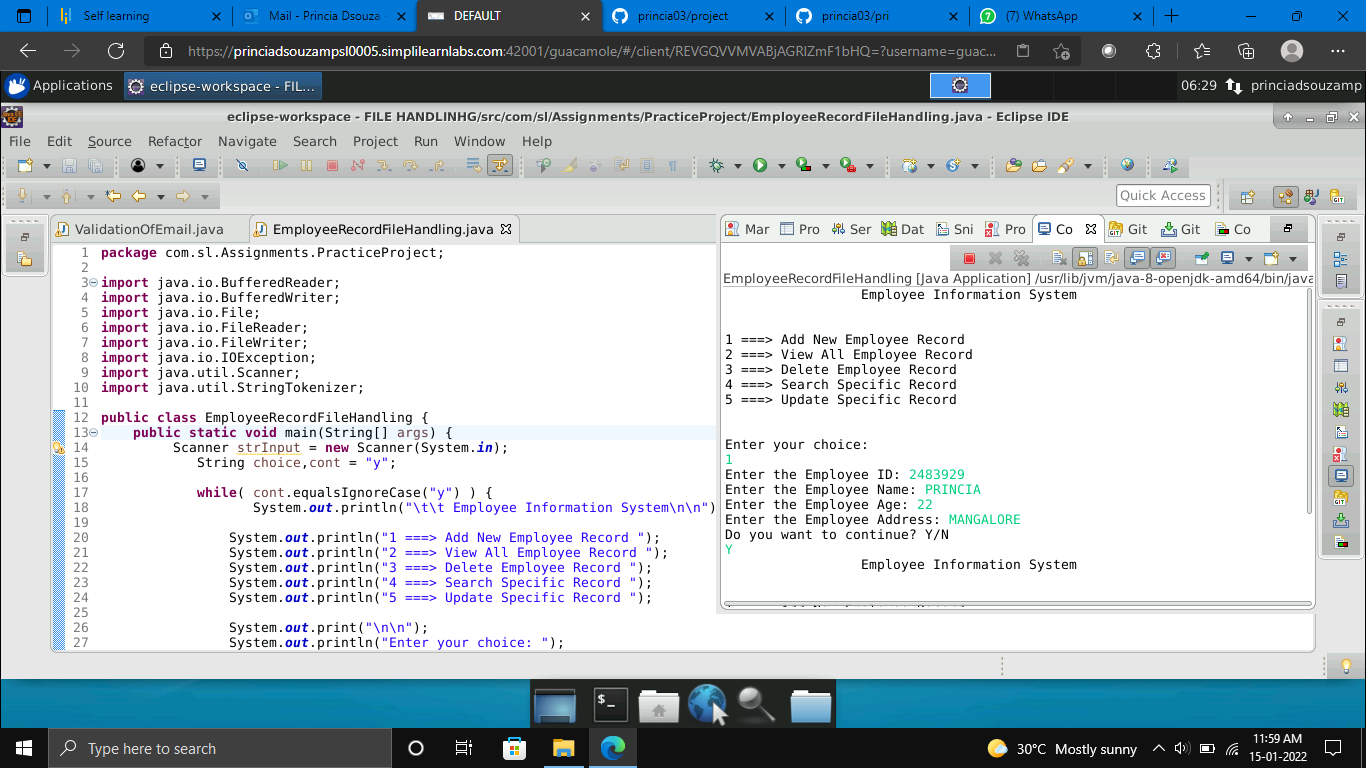 Self learning
Mail - Princia Dsouza -
DEFAULT
princia03/project
princia03/pri
(7) WhatsApp
https://princiadsouzampsl0005.simplilearnlabs.com:42001/guacamole/#/client/REVGQVVMVABjAGRlZmF1bHQ=?username=guac...
Applications
eclipse-workspace - FIL...
06:29
princiadsouzamp
eclipse-workspace - FILE HANDLINHG/src/com/sl/Assignments/PracticeProject/EmployeeRecordFileHandling.java - Eclipse IDE
File Edit Source Refactor Navigate Search Project Run Window Help
Quick Access
ValidationOfEmail.java
EmployeeRecordFileHandling.java
1 package com.sl.Assignments.PracticeProject;
2
3 import java.io.BufferedReader;
4 import java.io.BufferedWriter;
5 import java.io.File;
6 import java.io.FileReader;
7 import java.io.FileWriter;
8 import java.io.IOException;
9 import java.util.Scanner;
10 import java.util.StringTokenizer;
11
12 public class EmployeeRecordFileHandling {
13 public static void main(String[] args) {
14 Scanner strInput = new Scanner(System.in);
15 String choice,cont = "y";
16
17 while( cont.equalsIgnoreCase("y") ) {
18 System.out.println("\t\t Employee Information System\n\n")
19
20 System.out.println("1 ===> Add New Employee Record ");
21 System.out.println("2 ===> View All Employee Record ");
22 System.out.println("3 ===> Delete Employee Record ");
23 System.out.println("4 ===> Search Specific Record ");
24 System.out.println("5 ===> Update Specific Record ");
25
26 System.out.print("\n\n");
27 System.out.println("Enter your choice: ");
Mar Pro Ser Dat Sni Pro Co Git Git Co
EmployeeRecordFileHandling [Java Application] /usr/lib/jvm/java-8-openjdk-amd64/bin/java
Employee Information System
1 ===> Add New Employee Record
2 ===> View All Employee Record
3 ===> Delete Employee Record
4 ===> Search Specific Record
5 ===> Update Specific Record
Enter your choice:
1
Enter the Employee ID: 2483929
Enter the Employee Name: PRINCIA
Enter the Employee Age: 22
Enter the Employee Address: MANGALORE
Do you want to continue? Y/N
Y
Employee Information System
Type here to search
30°C Mostly sunny
11:59 AM
15-01-2022